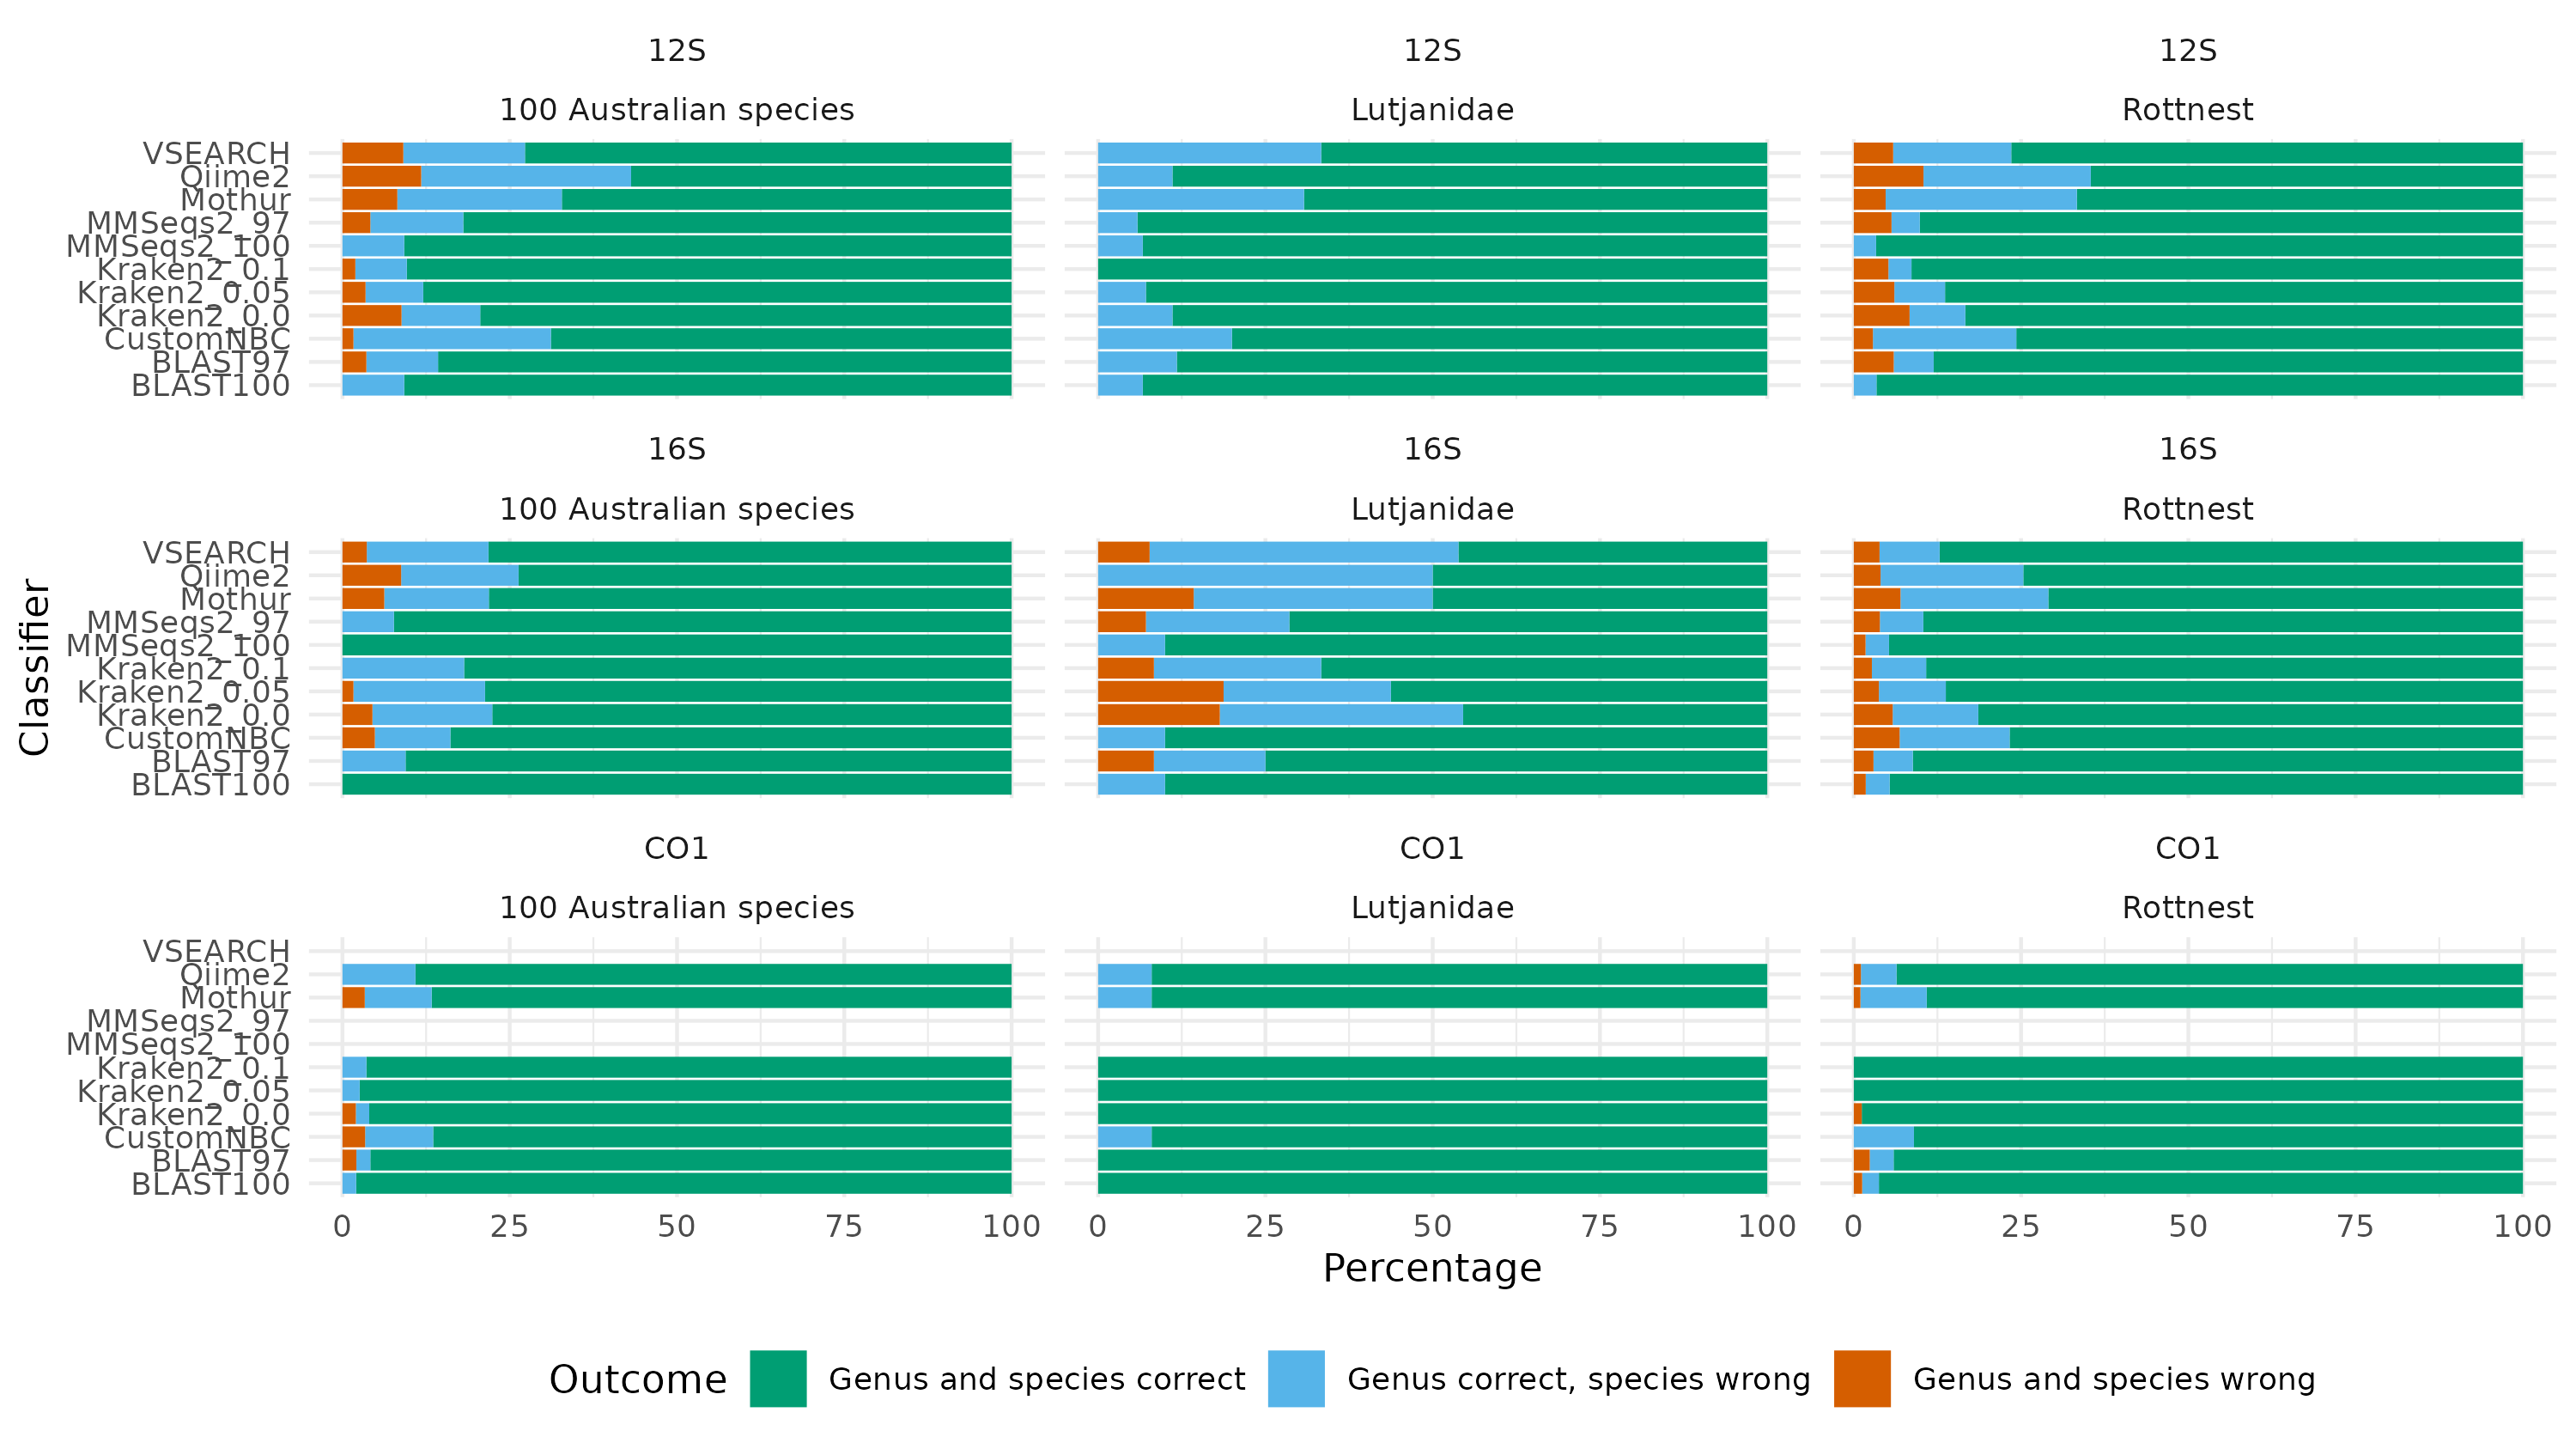 12S
12S
12S
100 Australian species
Lutjanidae
Rottnest
VSEARCH
Qiime2
Mothur
MMSeqs2_97
MMSeqs2_100
Kraken2_0.1
Kraken2_0.05
Kraken2_0.0
CustomNBC
BLAST97
BLAST100
16S
16S
16S
100 Australian species
Lutjanidae
Rottnest
VSEARCH
Qiime2
Mothur
MMSeqs2_97
MMSeqs2_100
Kraken2_0.1
Kraken2_0.05
Kraken2_0.0
CustomNBC
BLAST97
BLAST100
Classifier
CO1
CO1
CO1
100 Australian species
Lutjanidae
Rottnest
VSEARCH
Qiime2
Mothur
MMSeqs2_97
MMSeqs2_100
Kraken2_0.1
Kraken2_0.05
Kraken2_0.0
CustomNBC
BLAST97
BLAST100
0 25 50 75 100
0 25 50 75 100
0 25 50 75 100
Percentage
Outcome
Genus and species correct
Genus correct, species wrong
Genus and species wrong